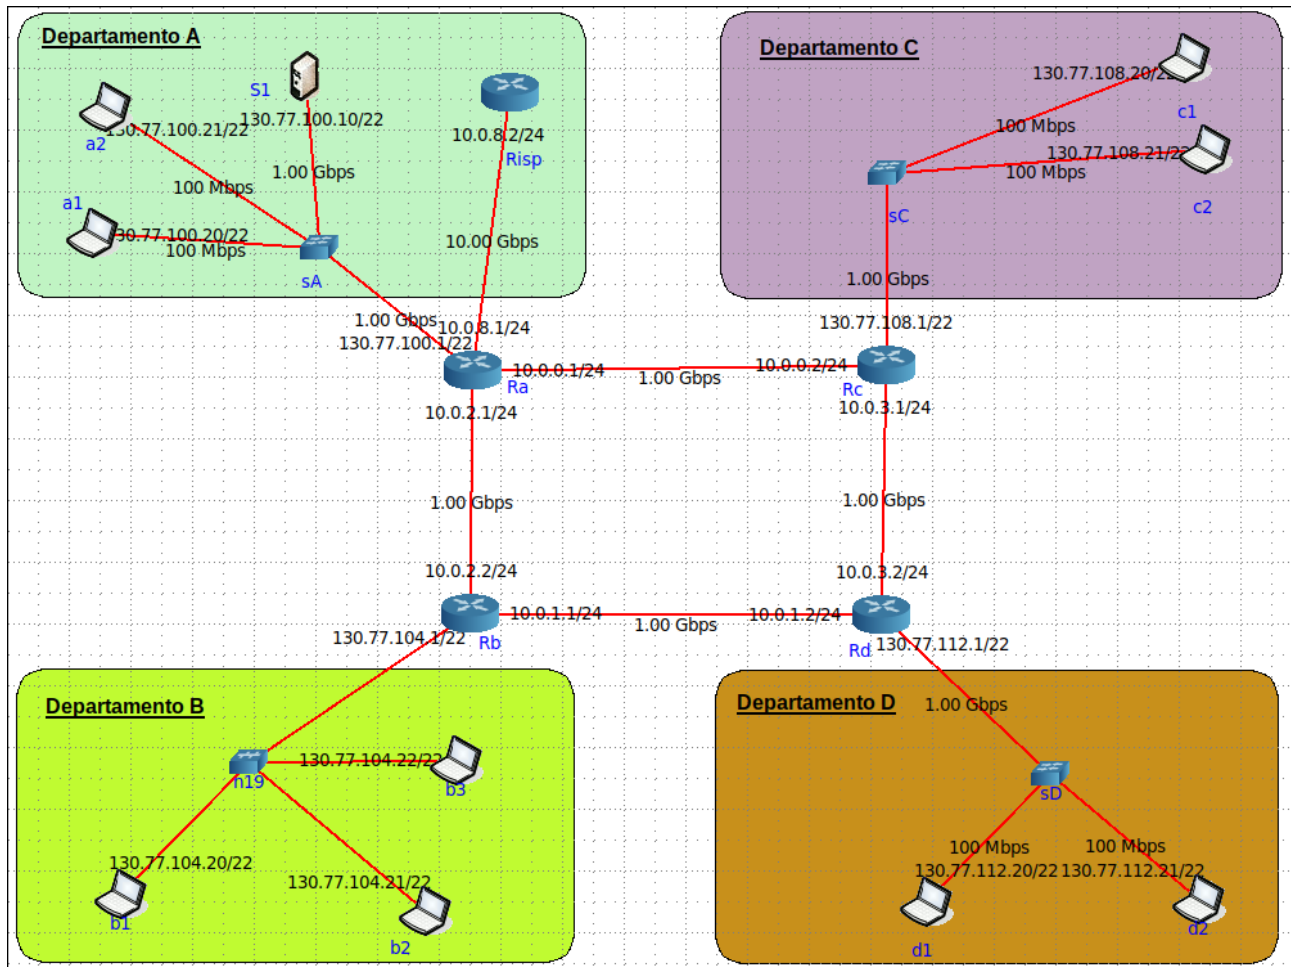 Departamento A
S1
130.77.100.21/22
a2
130.77.100.10/22
10.0.8.2/24
Risp
100 Mbps
1.00 Gbps
a1
130.77.100.20/22
100 Mbps
10.00 Gbps
sA
1.00 Gbps
10.0.8.1/24
130.77.100.1/22
Departamento C
130.77.108.20/22
c1
100 Mbps
130.77.108.21/22
100 Mbps
sC
c2
1.00 Gbps
130.77.108.1/22
Ra
10.0.0.1/24
1.00 Gbps
10.0.0.2/24
Rc
10.0.2.1/24
10.0.3.1/24
1.00 Gbps
1.00 Gbps
10.0.2.2/24
10.0.3.2/24
10.0.1.1/24
1.00 Gbps
10.0.1.2/24
130.77.104.1/22
Rb
Rd
130.77.112.1/22
Departamento B
130.77.104.22/22
n19
b3
130.77.104.20/22
130.77.104.21/22
b1
b2
Departamento D
1.00 Gbps
sD
100 Mbps
100 Mbps
130.77.112.20/22
130.77.112.21/22
d1
d2